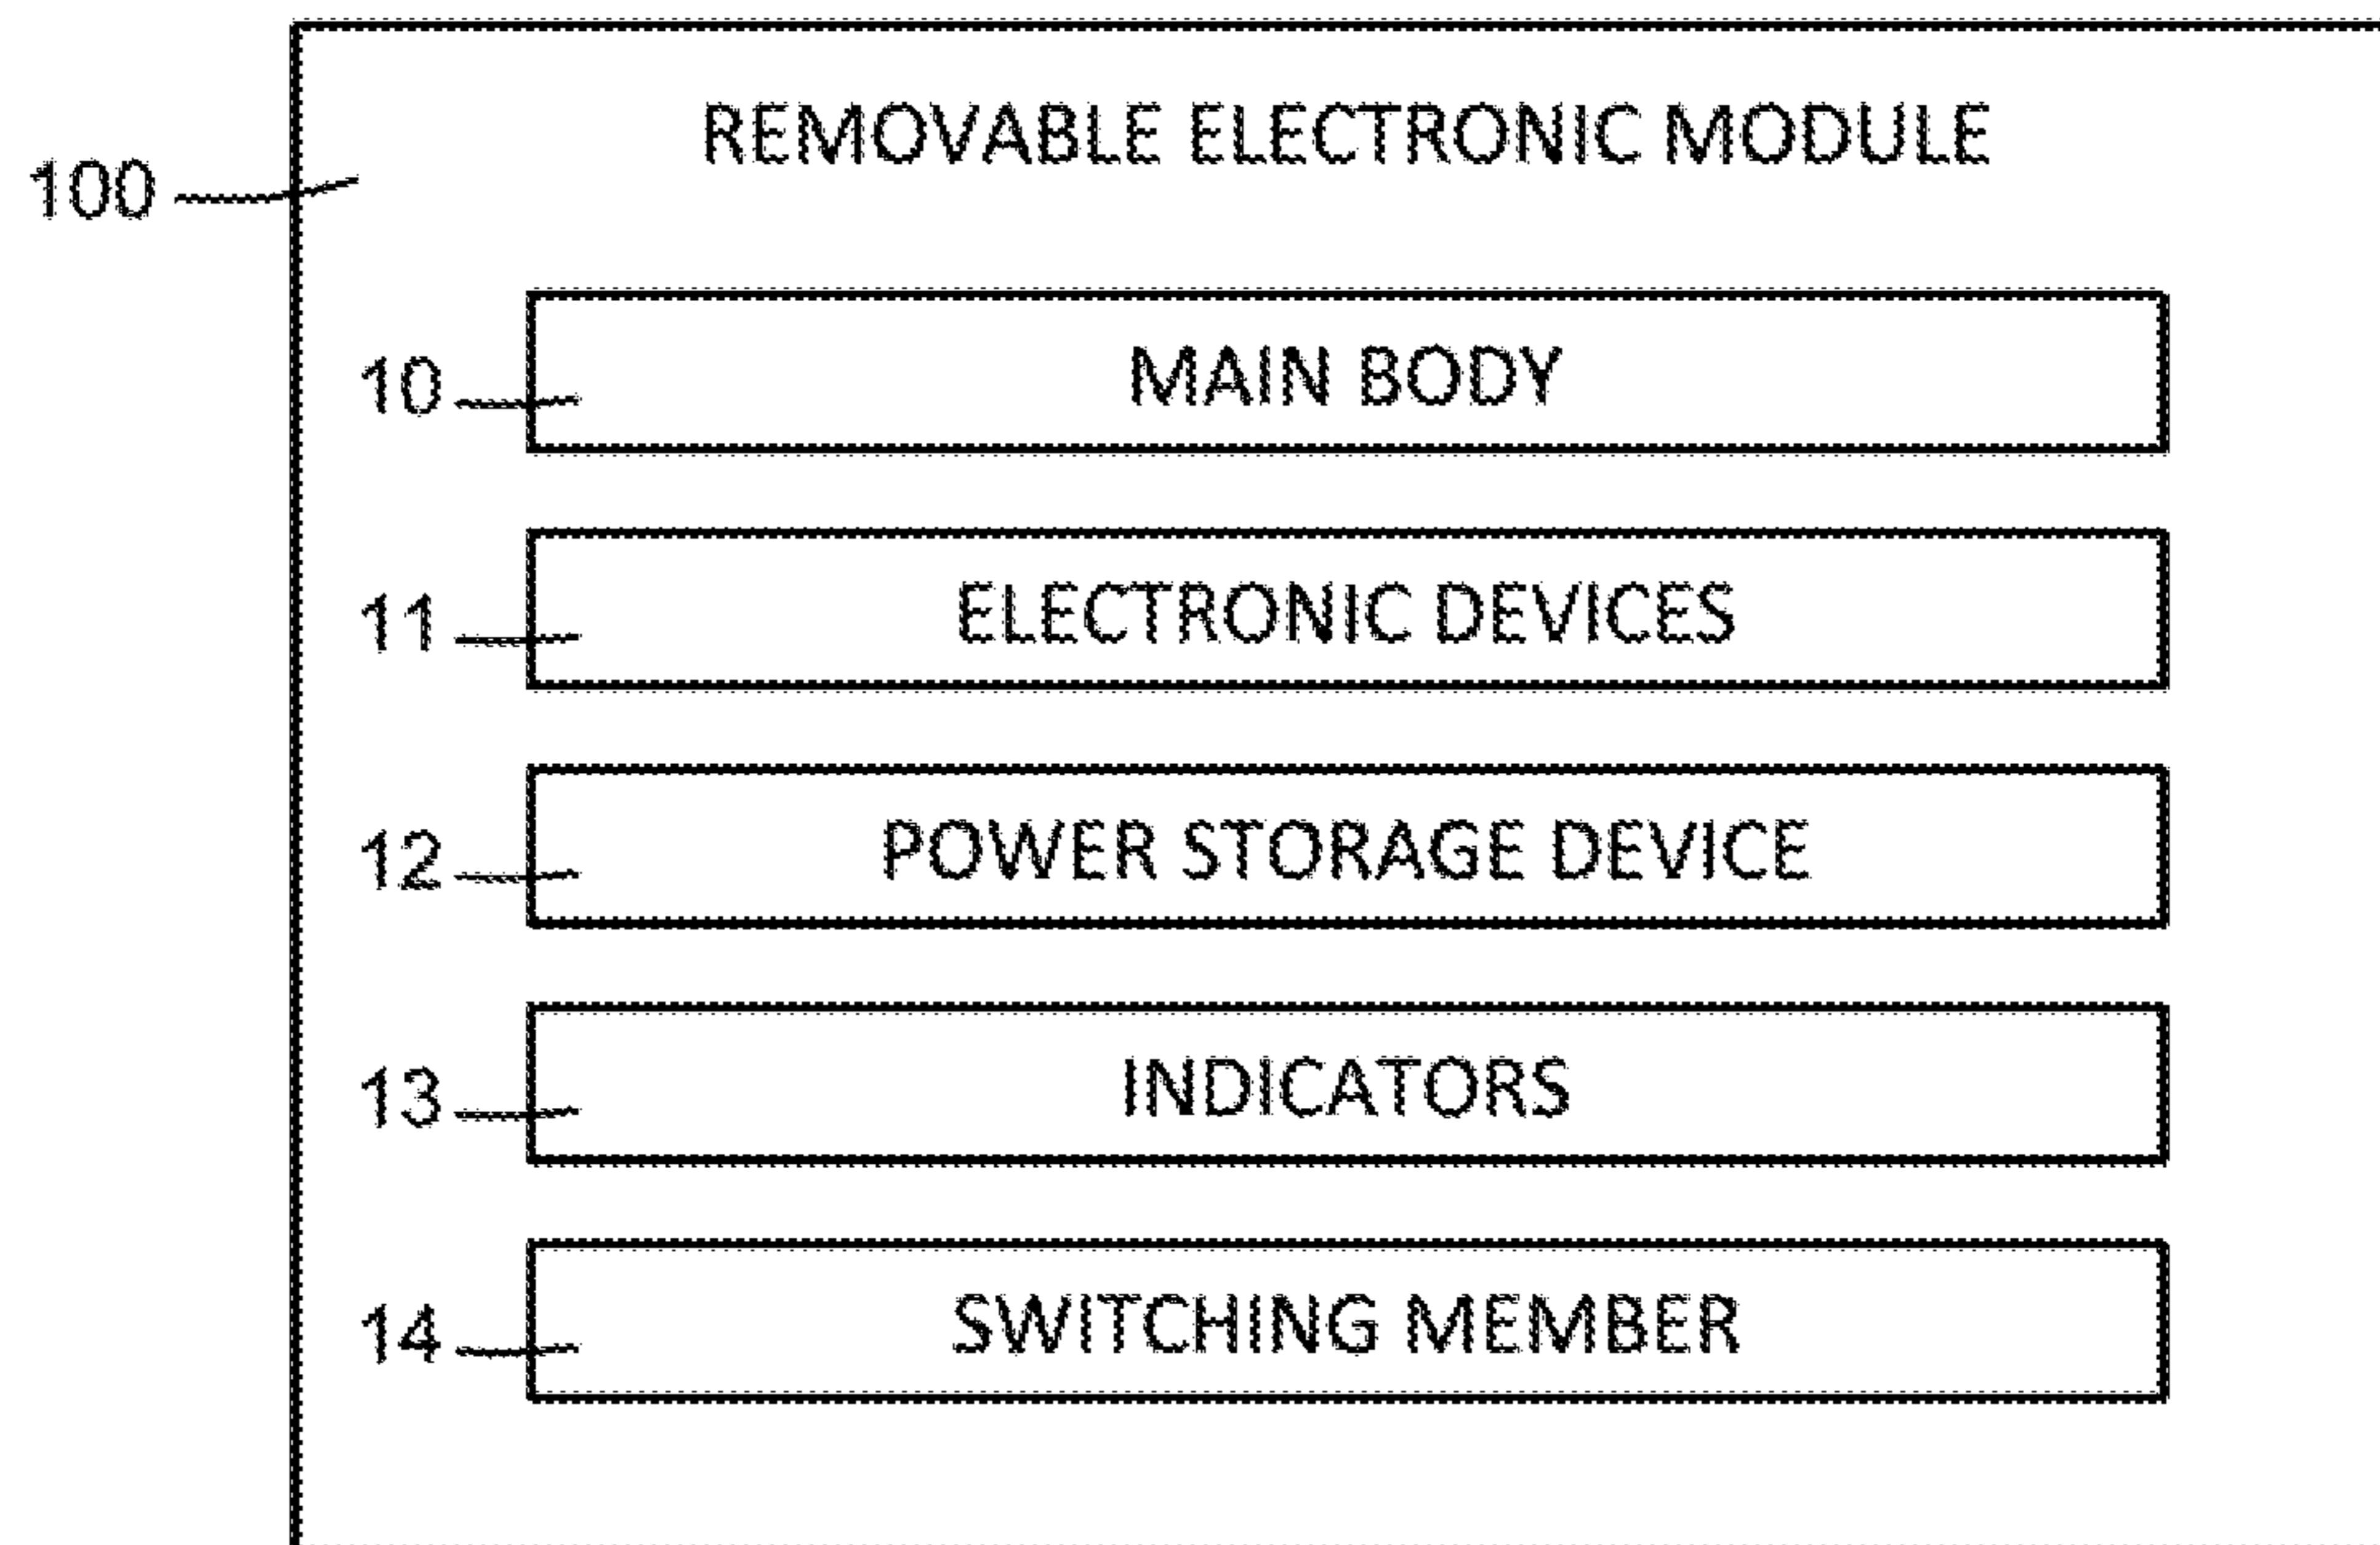 REMOVABLE ELECTRONIC MODULE
100
10 MAIN BODY
11 ELECTRONIC DEVICES
12 POWER STORAGE DEVICE
13 INDICATORS
14 SWITCHING MEMBER